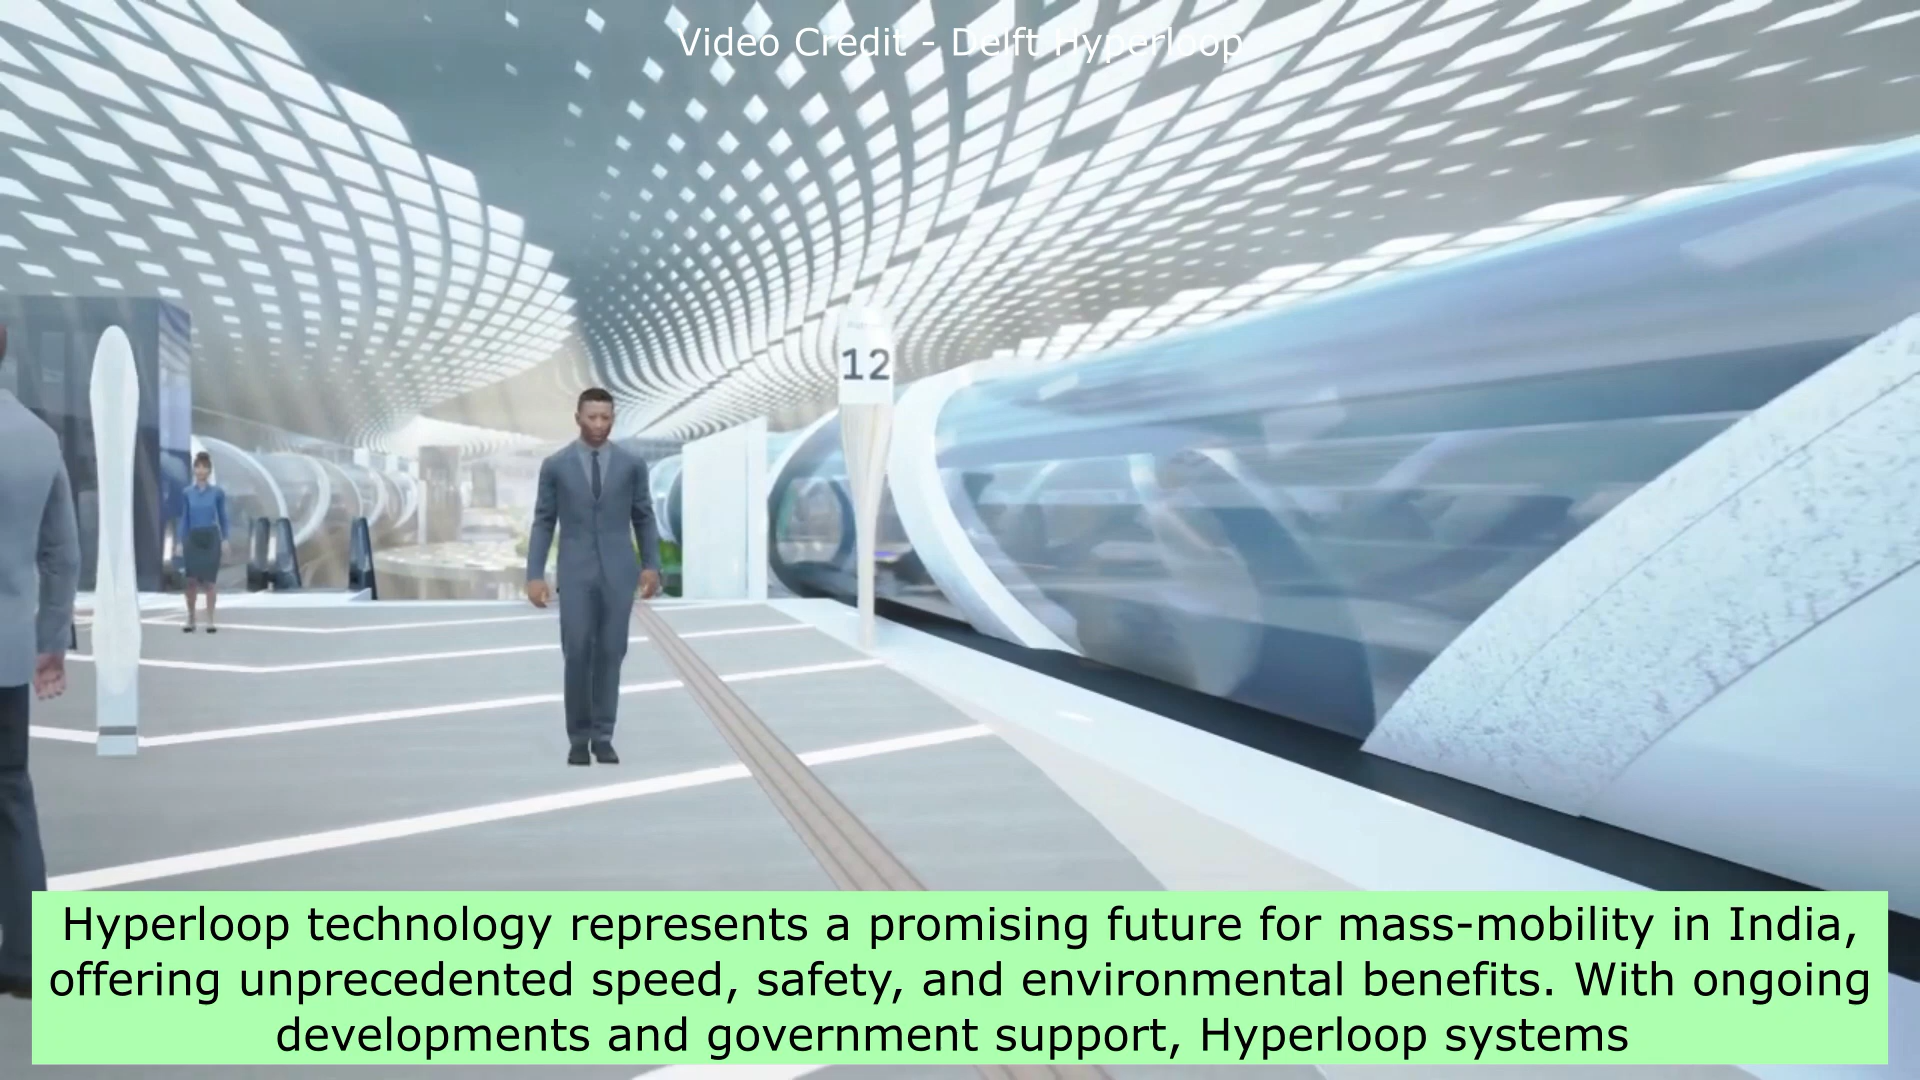 Video Credit - Delft Hyperloop
12
Hyperloop technology represents a promising future for mass-mobility in India,
offering unprecedented speed, safety, and environmental benefits. With ongoing
developments and government support, Hyperloop systems